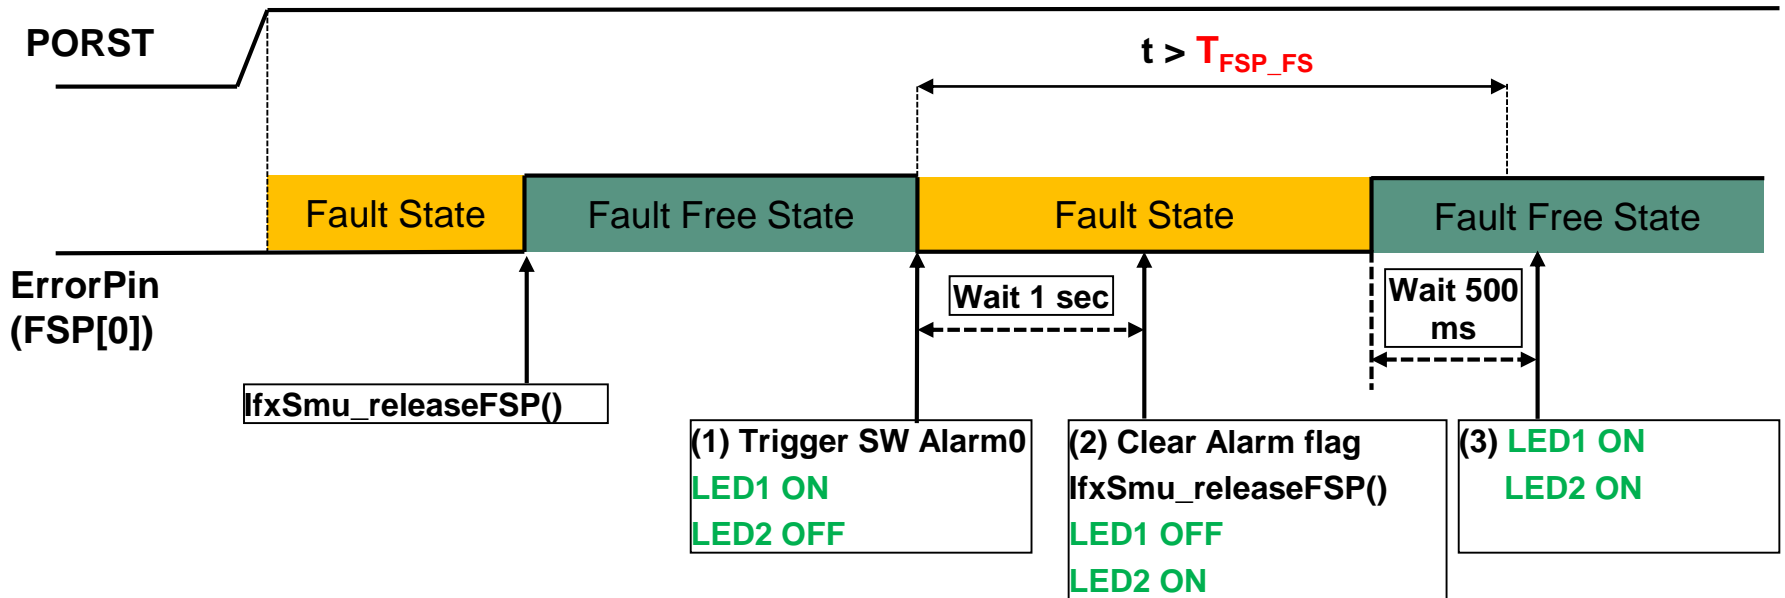 PORST
t > TFSP_FS
Fault State
Fault Free State
Fault State
Fault Free State
ErrorPin
(FSP[0])
Wait 1 sec
Wait 500
ms
IfxSmu_releaseFSP()
(1) Trigger SW Alarm0
LED1 ON
LED2 OFF
(2) Clear Alarm flag
IfxSmu_releaseFSP()
LED1 OFF
LED2 ON
(3) LED1 ON
LED2 ON